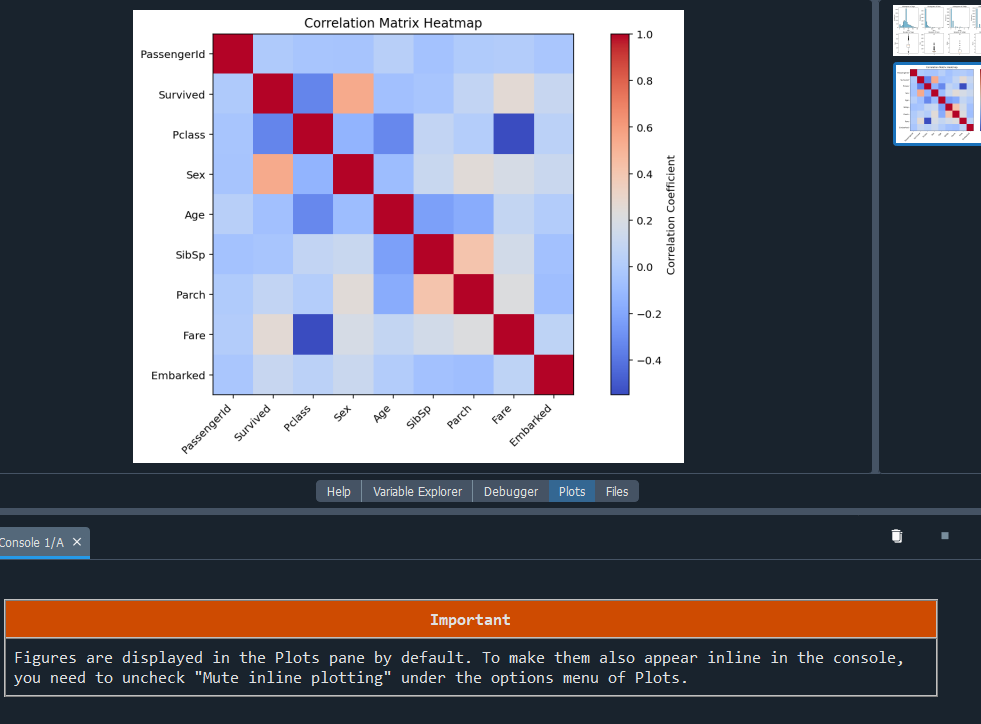 Correlation Matrix Heatmap
PassengerId
Survived
Pclass
Sex
Age
SibSp
Parch
Fare
Embarked
PassengerId
Survived
Pclass
Sex
Age
SibSp
Parch
Fare
Embarked
1.0
0.8
0.6
0.4
0.2
0.0
−0.2
−0.4
Correlation Coefficient
Help
Variable Explorer
Debugger
Plots
Files
Console 1/A ✕
Important
Figures are displayed in the Plots pane by default. To make them also appear inline in the console,
you need to uncheck "Mute inline plotting" under the options menu of Plots.